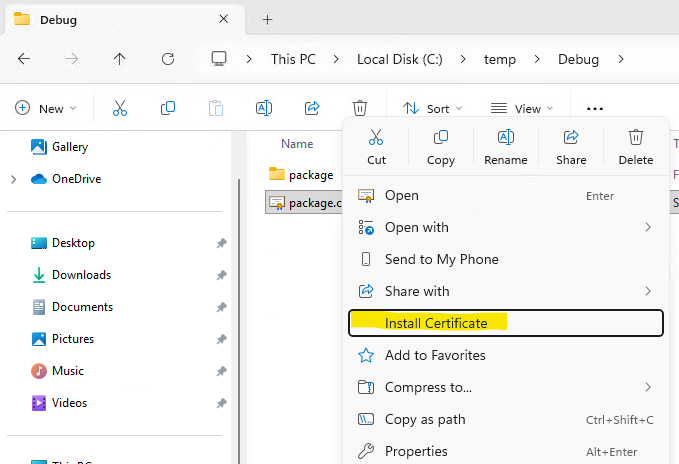 Debug
This PC > Local Disk (C:) > temp > Debug >
New Sort View
Gallery
OneDrive
Desktop
Downloads
Documents
Pictures
Music
Videos
Name
package
package.c
Cut Copy Rename Share Delete
Open Enter
Open with
Send to My Phone
Share with
Install Certificate
Add to Favorites
Compress to...
Copy as path Ctrl+Shift+C
Properties Alt+Enter